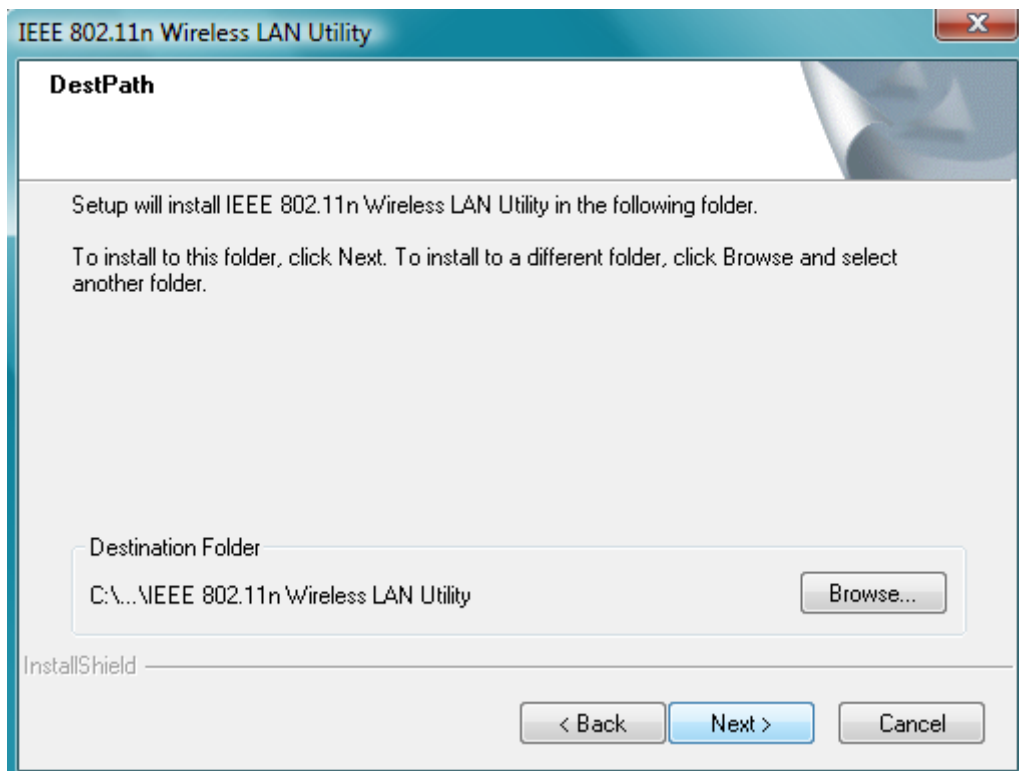 IEEE 802.11n Wireless LAN Utility
DestPath
Setup will install IEEE 802.11n Wireless LAN Utility in the following folder.
To install to this folder, click Next. To install to a different folder, click Browse and select
another folder.
Destination Folder
C:\...\IEEE 802.11n Wireless LAN Utility
Browse...
InstallShield
< Back
Next >
Cancel